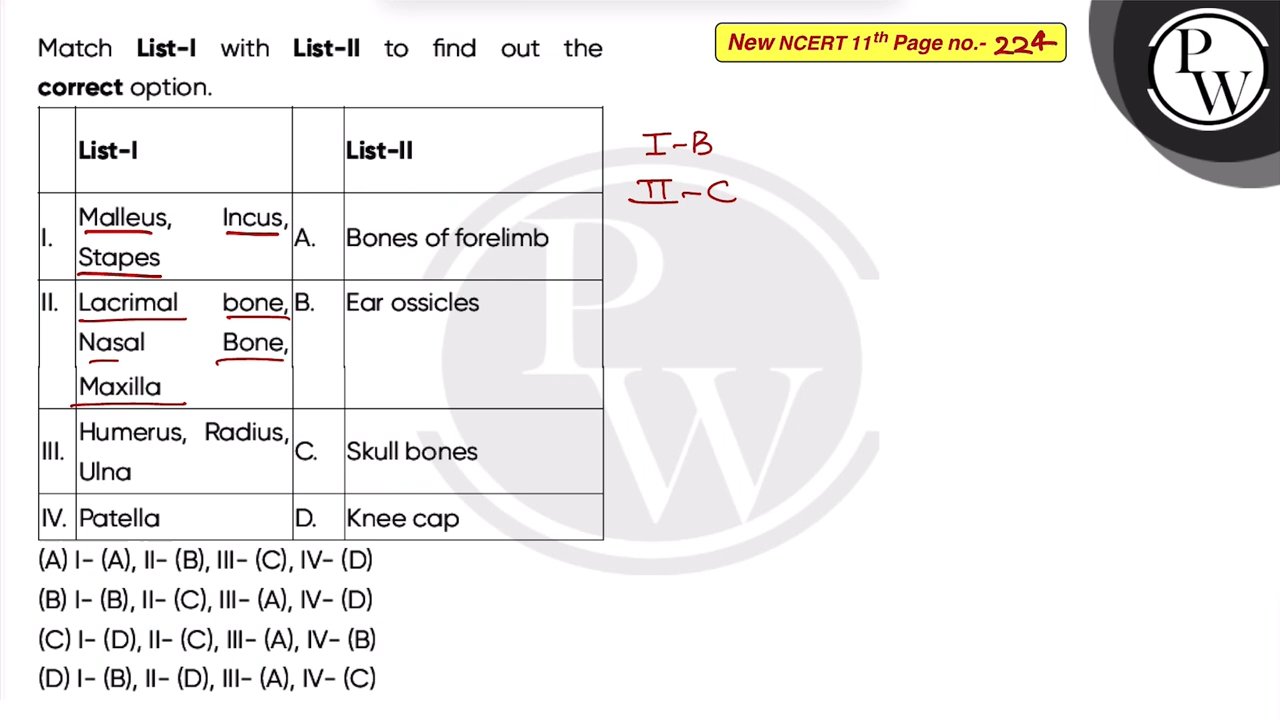 Match List-I with List-II to find out the
correct option.
New NCERT 11th Page no.- 224
P
W
List-I List-II
I-B
II-C
I. Malleus, Incus, A. Bones of forelimb
Stapes
II. Lacrimal bone, B. Ear ossicles
Nasal Bone,
Maxilla
III. Humerus, Radius, C. Skull bones
Ulna
IV. Patella D. Knee cap
(A) I- (A), II- (B), III- (C), IV- (D)
(B) I- (B), II- (C), III- (A), IV- (D)
(C) I- (D), II- (C), III- (A), IV- (B)
(D) I- (B), II- (D), III- (A), IV- (C)
P
W